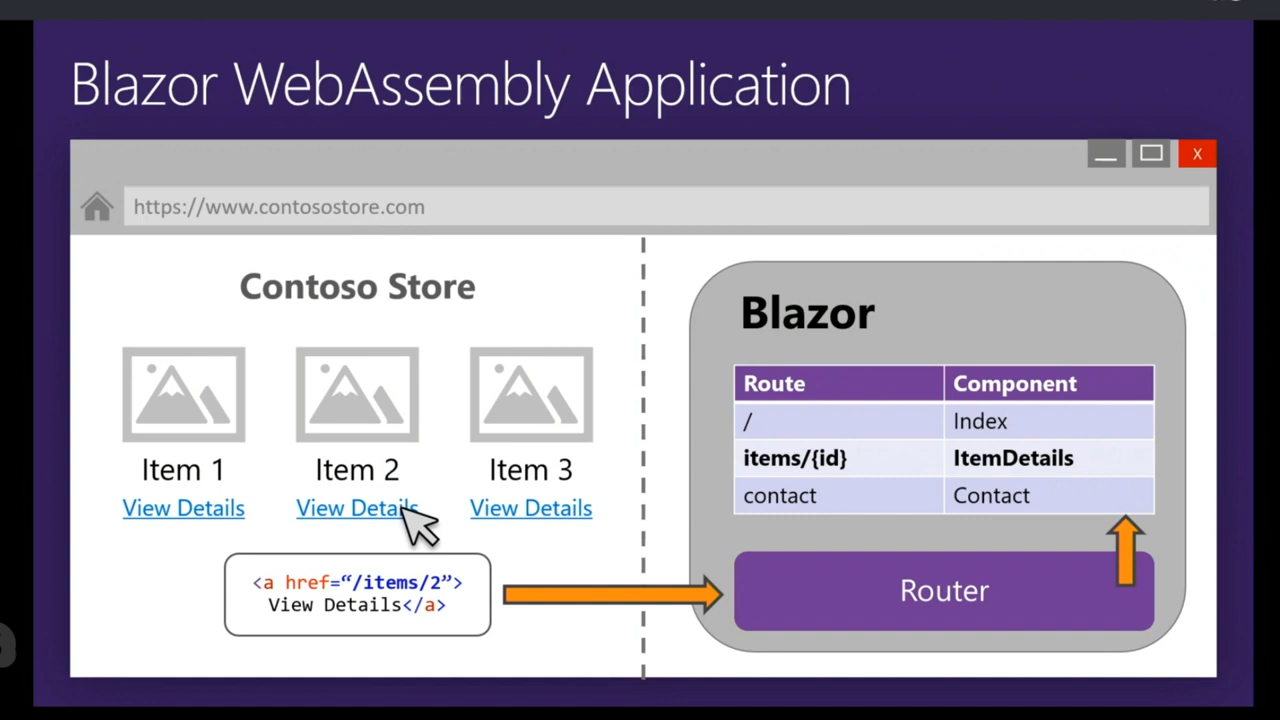 Blazor WebAssembly Application
X
https://www.contosostore.com
Contoso Store
Item 1
Item 2
Item 3
View Details
View Details
View Details
<a href=“/items/2”>
View Details</a>
Blazor
Route Component
/ Index
items/{id} ItemDetails
contact Contact
Router